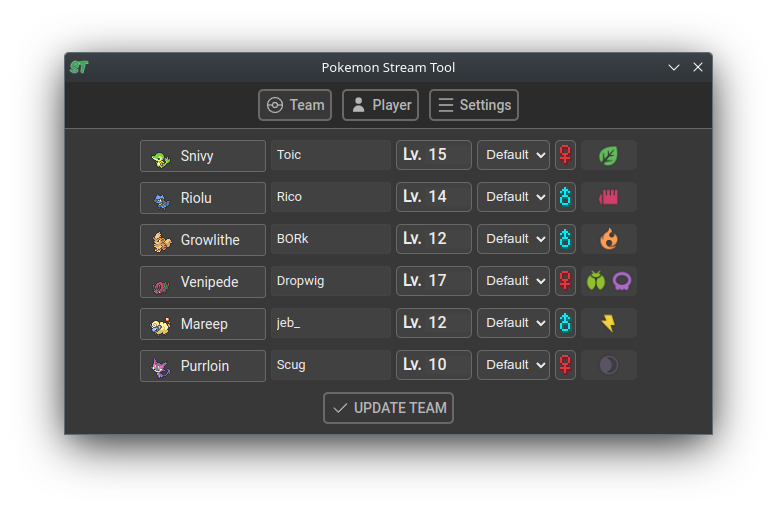 ST Pokemon Stream Tool
Team Player Settings
Snivy Toic Lv. 15 Default
Riolu Rico Lv. 14 Default
Growlithe BORk Lv. 12 Default
Venipede Dropwig Lv. 17 Default
Mareep jeb_ Lv. 12 Default
Purrloin Scug Lv. 10 Default
UPDATE TEAM